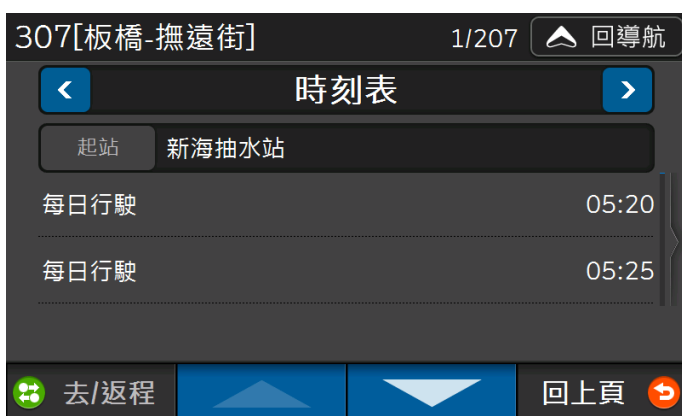 307[板橋-撫遠街] 1/207 回導航
時刻表
起站 新海抽水站
每日行駛 05:20
每日行駛 05:25
去/返程 回上頁